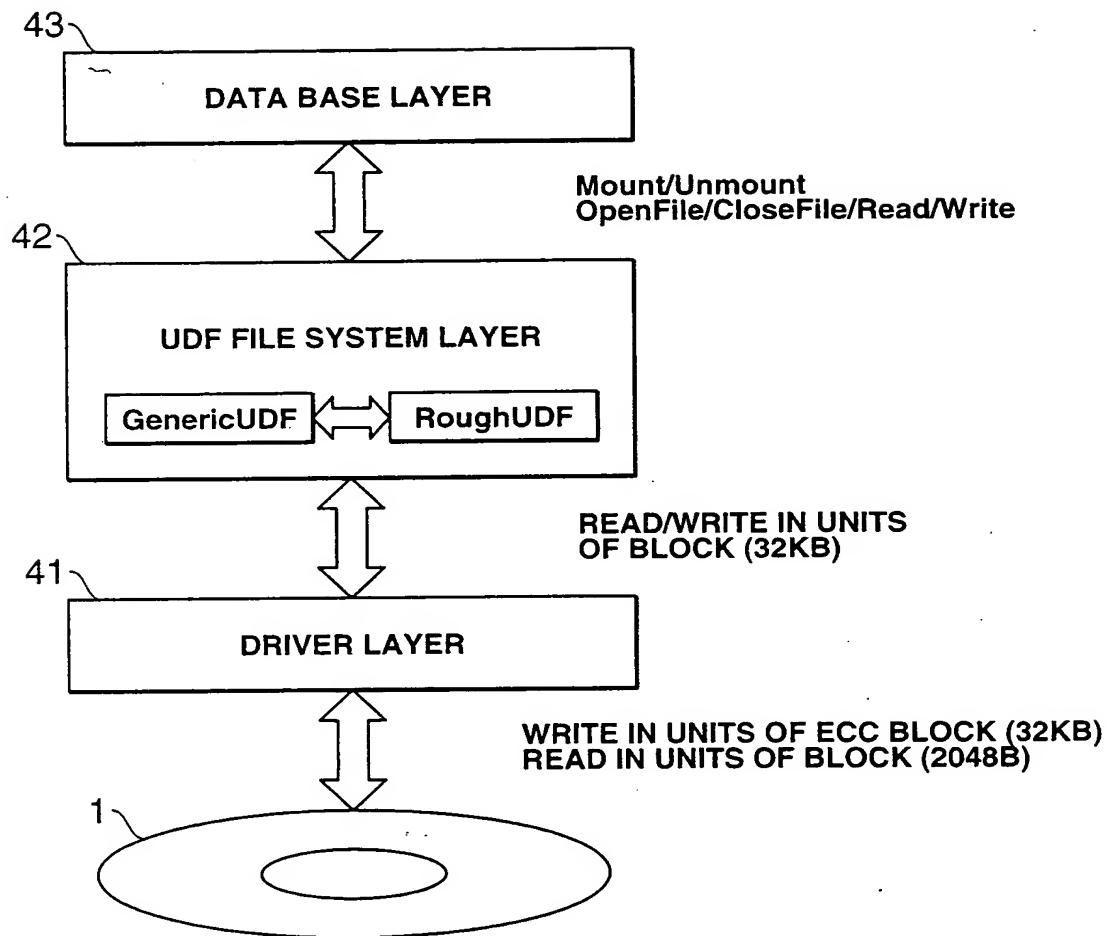 43
DATA BASE LAYER
Mount/Unmount
OpenFile/CloseFile/Read/Write
42
UDF FILE SYSTEM LAYER
GenericUDF
RoughUDF
READ/WRITE IN UNITS
OF BLOCK (32KB)
41
DRIVER LAYER
WRITE IN UNITS OF ECC BLOCK (32KB)
READ IN UNITS OF BLOCK (2048B)
1